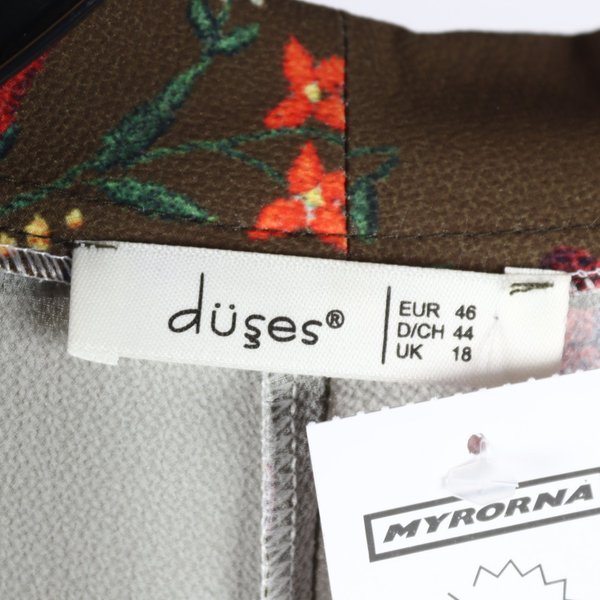 düşes®
EUR 46
D/CH 44
UK 18
MYRORNA